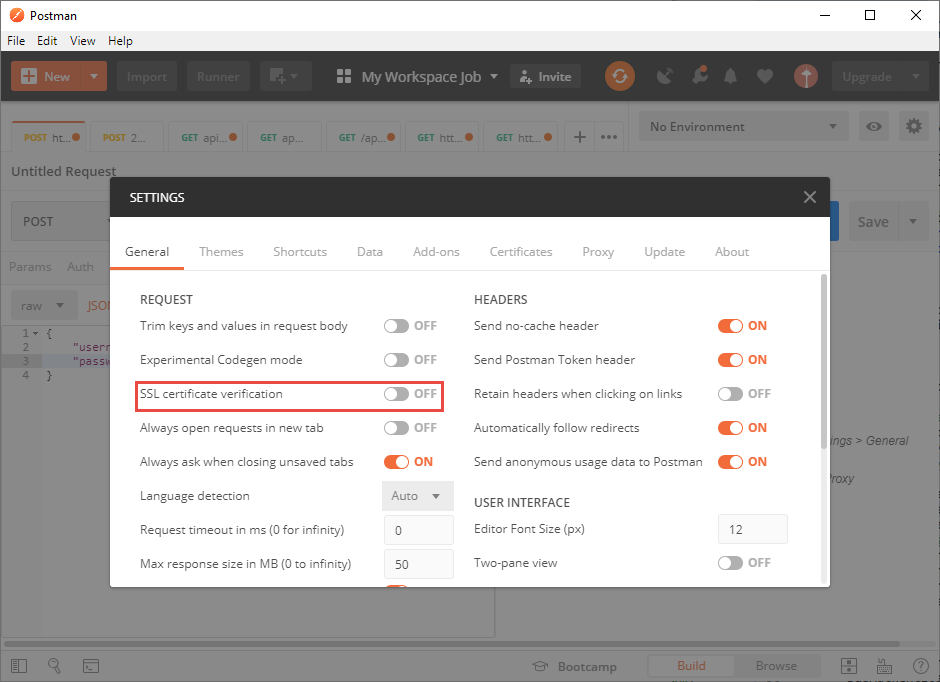 Postman
File Edit View Help
New Import Runner My Workspace Job Invite Upgrade
POST ht... POST 2... GET api... GET ap... GET /ap... GET htt... GET htt... No Environment
Untitled Request
SETTINGS
POST Save
General Themes Shortcuts Data Add-ons Certificates Proxy Update About
Params Auth
REQUEST HEADERS
raw JSON
Trim keys and values in request body OFF Send no-cache header ON
1 {
2 "usern
3 "passw
4 }
Experimental Codegen mode OFF Send Postman Token header ON
SSL certificate verification OFF Retain headers when clicking on links OFF
Always open requests in new tab OFF Automatically follow redirects ON
ings > General
Always ask when closing unsaved tabs ON Send anonymous usage data to Postman ON
roxy
Language detection Auto USER INTERFACE
Request timeout in ms (0 for infinity) 0 Editor Font Size (px) 12
Max response size in MB (0 to infinity) 50 Two-pane view OFF
Bootcamp Build Browse